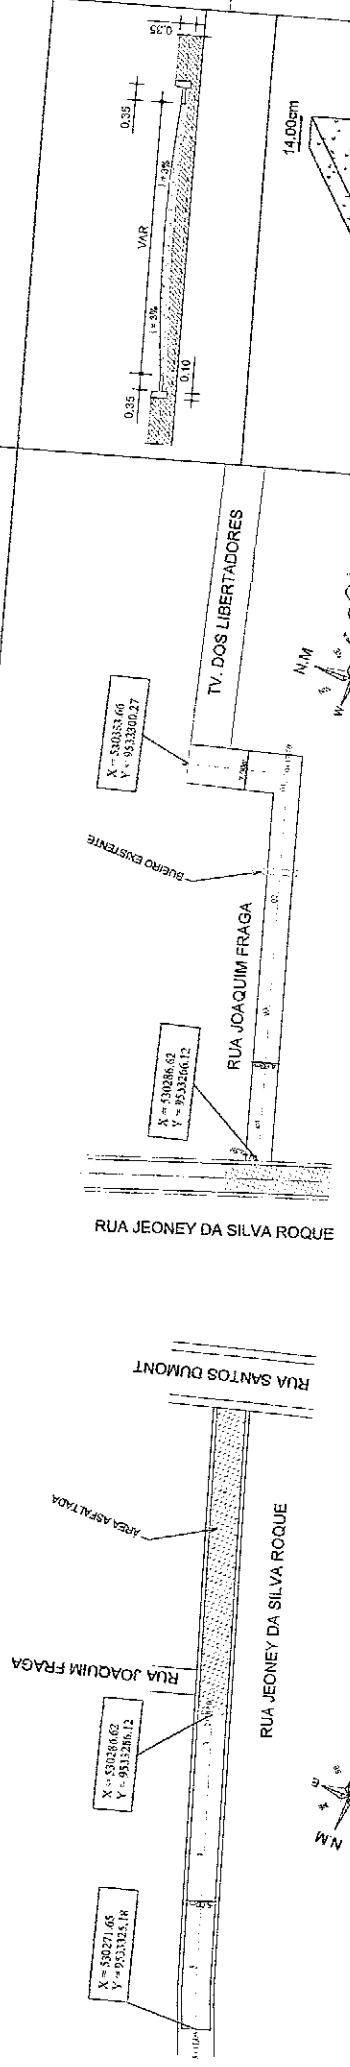 0.35
0.35
VAR
i = 3%
i = 3%
0.35
0.10
14.00cm
TV. DOS LIBERTADORES
N.M
W
X = 530353.66
Y = 9533300.27
BUEIRO EXISTENTE
RUA JOAQUIM FRAGA
X = 530286.62
Y = 9533266.12
RUA JEONEY DA SILVA ROQUE
RUA SANTOS DUMONT
ÁREA ASFALTADA
RUA JOAQUIM FRAGA
RUA JEONEY DA SILVA ROQUE
X = 530286.62
Y = 9533286.12
X = 530271.65
Y = 9533325.18
N.M